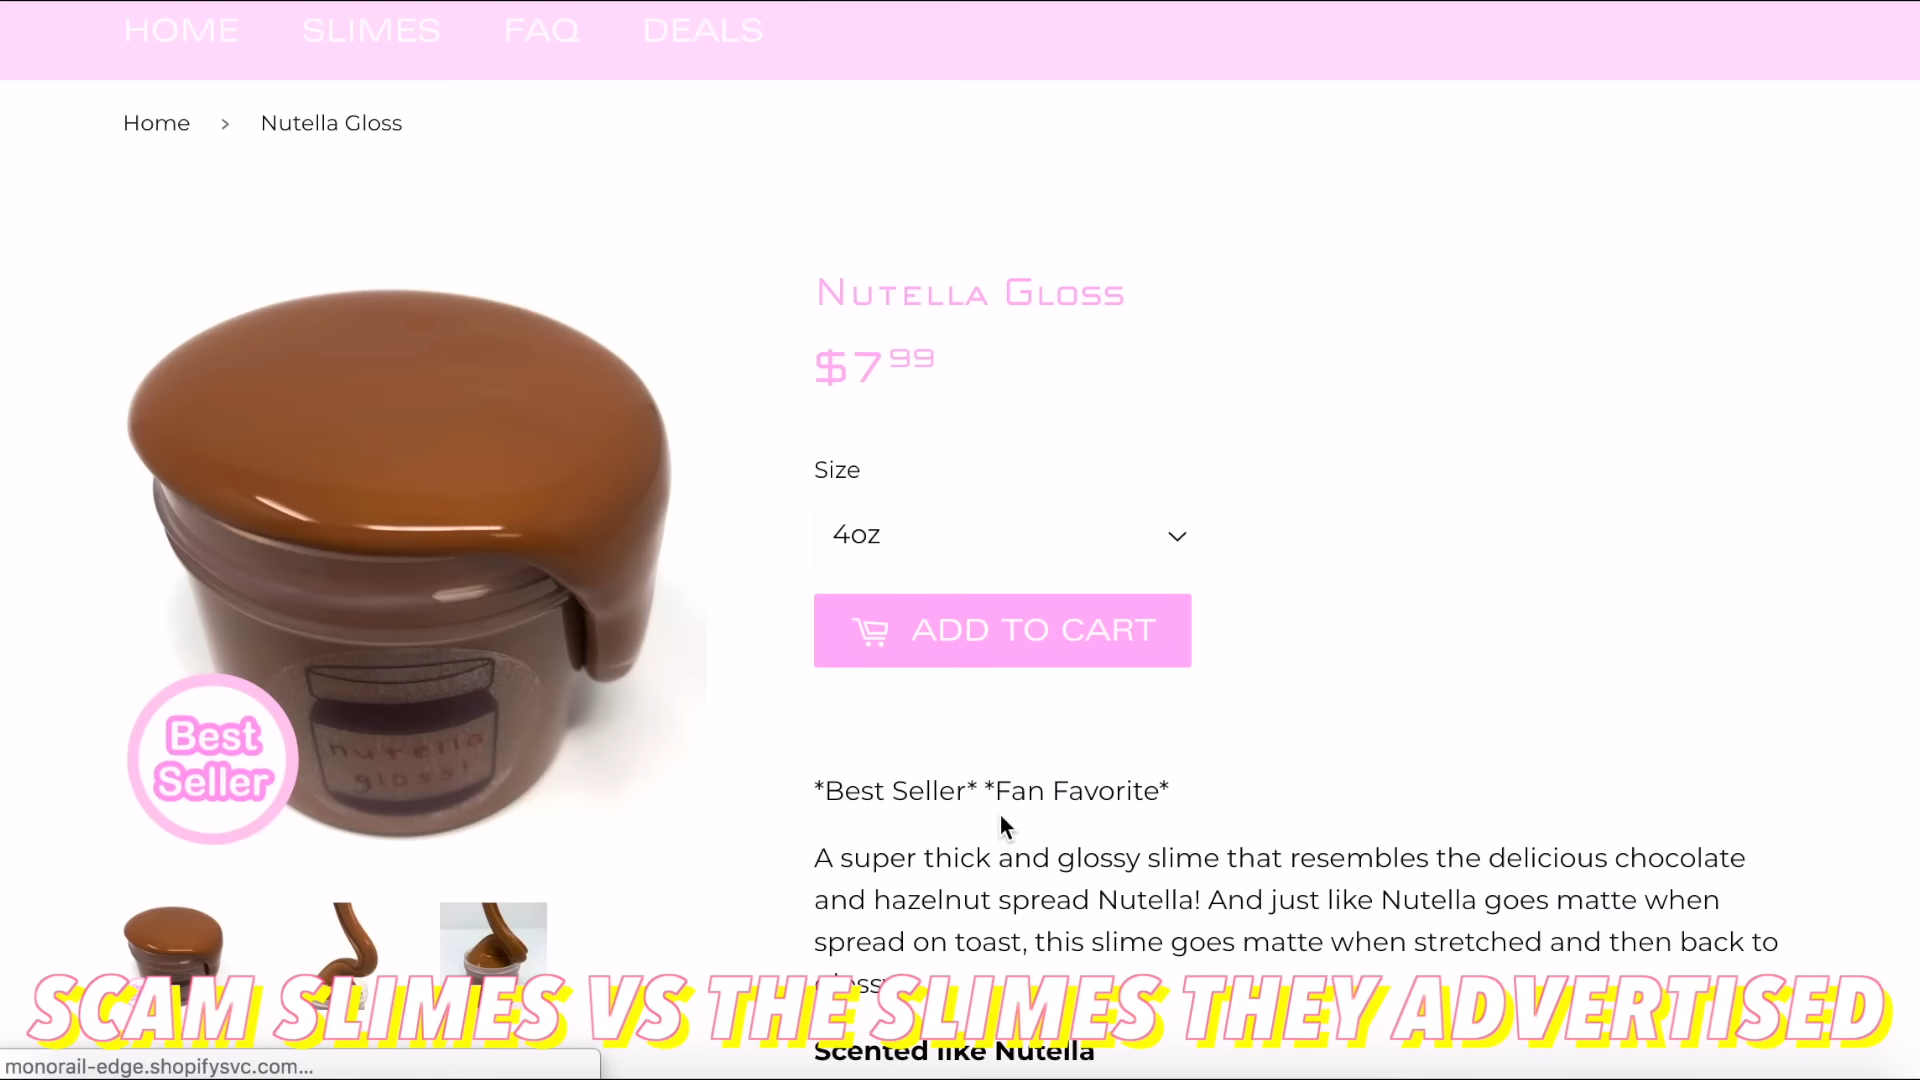 HOME SLIMES FAQ DEALS
Home > Nutella Gloss
Nutella Gloss
$7.99
Size
4oz
ADD TO CART
nutella
gloss!
Best
Seller
*Best Seller* *Fan Favorite*
A super thick and glossy slime that resembles the delicious chocolate
and hazelnut spread Nutella! And just like Nutella goes matte when
spread on toast, this slime goes matte when stretched and then back to
SCAM SLIMES VS THE SLIMES THEY ADVERTISED
Scented like Nutella
monorail-edge.shopifysvc.com...